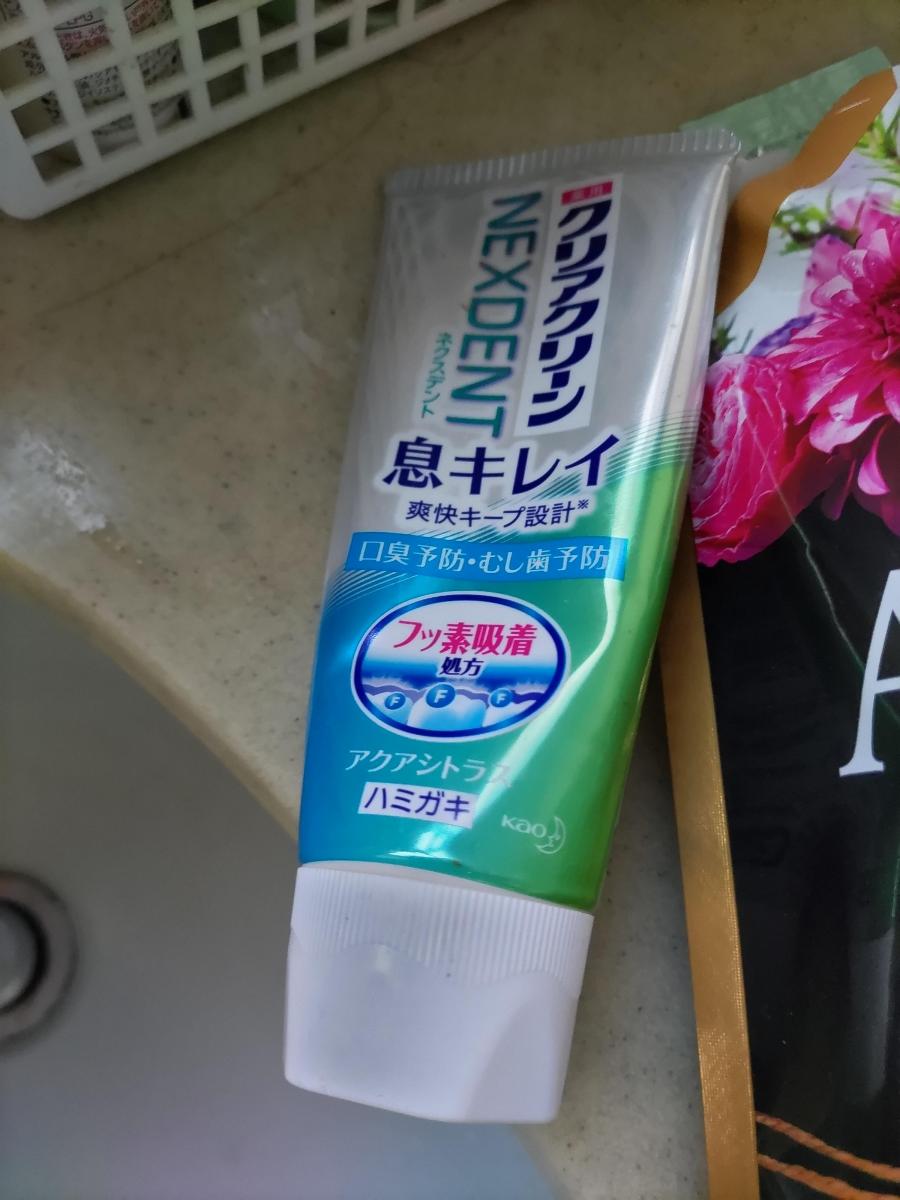 薬用
クリアクリーン
NEXDENT
ネクスデント
息キレイ
爽快キープ設計※
口臭予防・むし歯予防
フッ素吸着
処方
F
F
F
アクアシトラス
ハミガキ
Kao
A